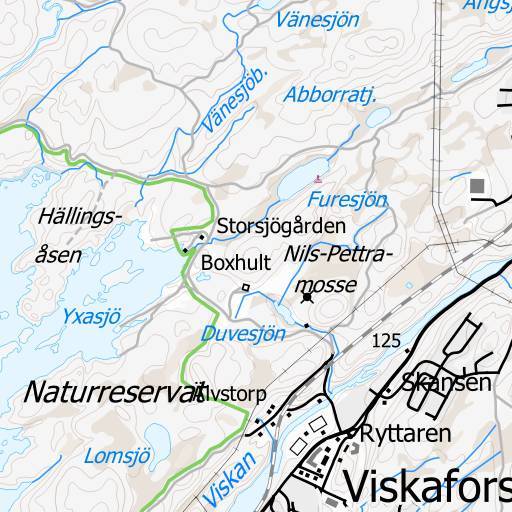 Vänesjön
Vänesjöb.
Abborratj.
Furesjön
Hällings-
åsen
Storsjögården
Boxhult
Nils-Pettra-
mosse
Yxasjö
Duvesjön
125
Naturreservat
Skansen
Ryttaren
Lomsjö
Viskan
Viskafors